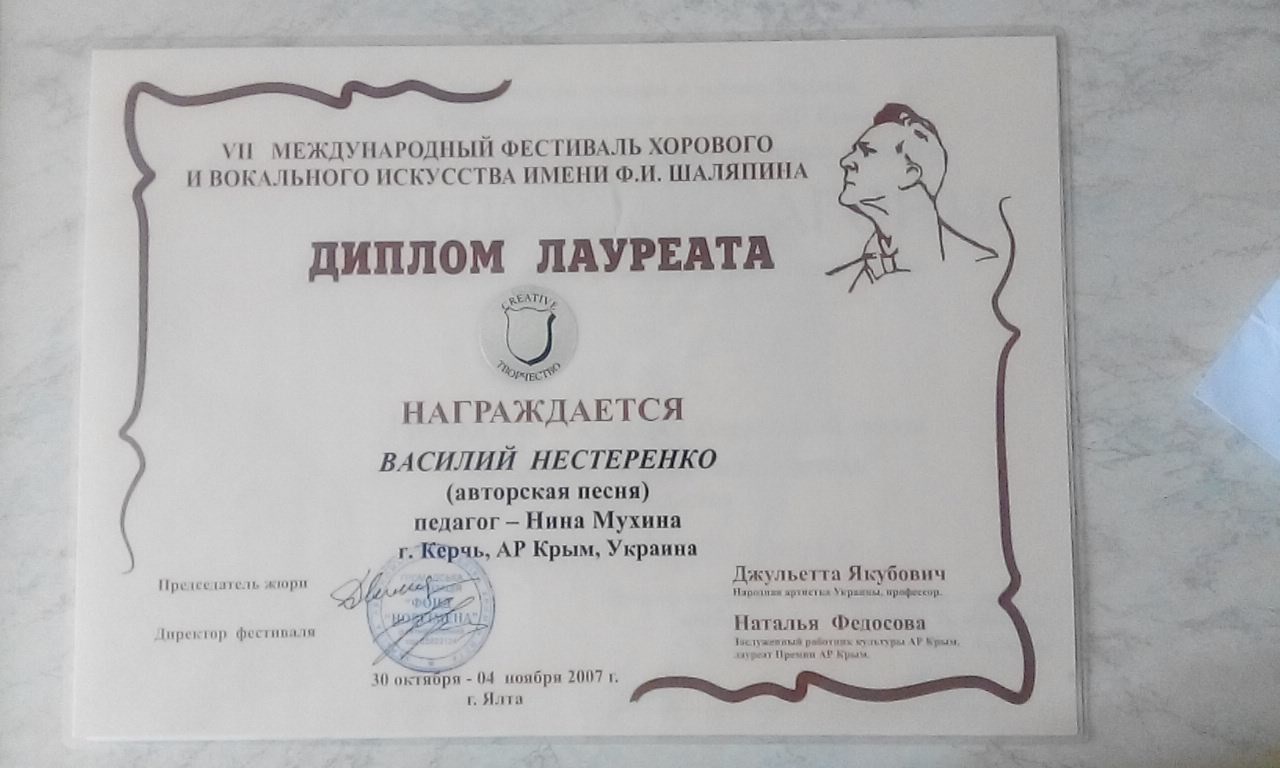 VII МЕЖДУНАРОДНЫЙ ФЕСТИВАЛЬ ХОРОВОГО
И ВОКАЛЬНОГО ИСКУССТВА ИМЕНИ Ф.И. ШАЛЯПИНА
ДИПЛОМ ЛАУРЕАТА
CREATIVE
ТВОРЧЕСТВО
НАГРАЖДАЕТСЯ
ВАСИЛИЙ НЕСТЕРЕНКО
(авторская песня)
педагог – Нина Мухина
г. Керчь, АР Крым, Украина
Председатель жюри
Джульетта Якубович
Народная артистка Украины, профессор.
"ФОНД
Директор фестиваля
Наталья Федосова
Заслуженный работник культуры АР Крым,
лауреат Премии АР Крым.
30 октября - 04 ноября 2007 г.
г. Ялта